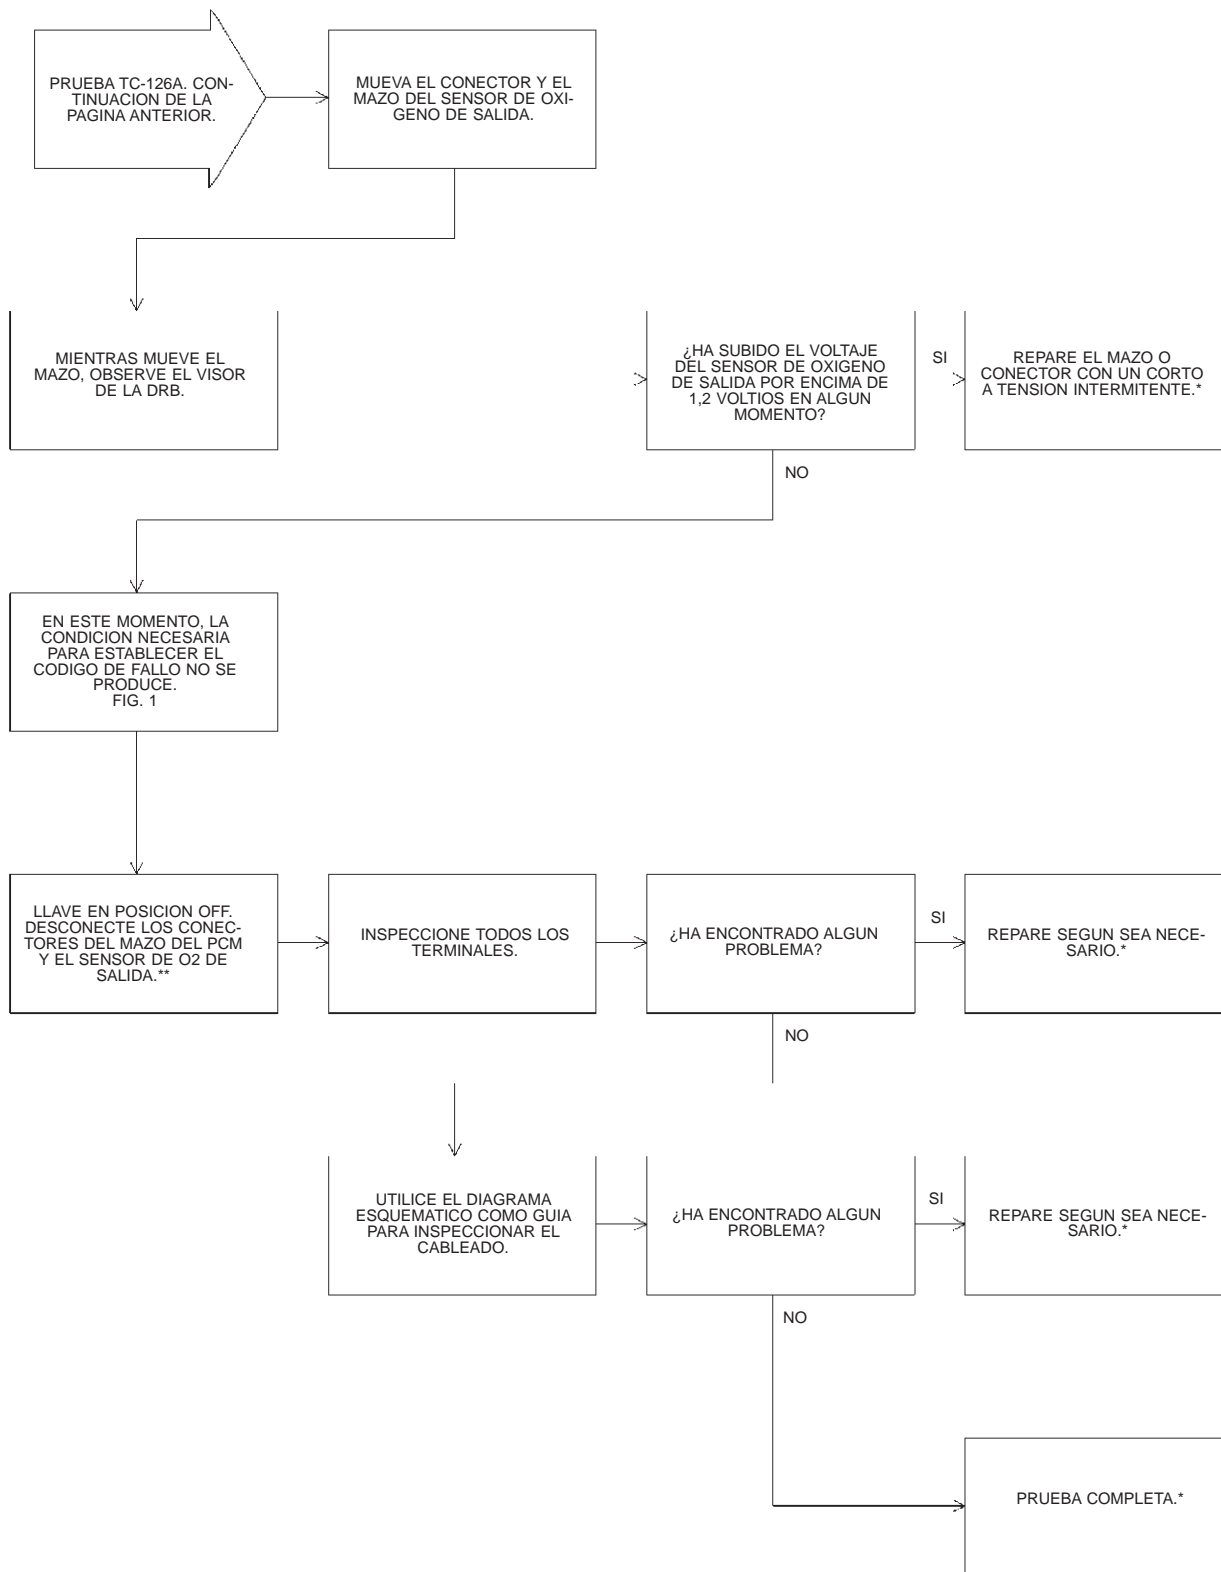 PRUEBA TC-126A. CON-
TINUACION DE LA
PAGINA ANTERIOR.
MUEVA EL CONECTOR Y EL
MAZO DEL SENSOR DE OXI-
GENO DE SALIDA.
MIENTRAS MUEVE EL
MAZO, OBSERVE EL VISOR
DE LA DRB.
¿HA SUBIDO EL VOLTAJE
DEL SENSOR DE OXIGENO
DE SALIDA POR ENCIMA DE
1,2 VOLTIOS EN ALGUN
MOMENTO?
SI
REPARE EL MAZO O
CONECTOR CON UN CORTO
A TENSION INTERMITENTE.*
NO
EN ESTE MOMENTO, LA
CONDICION NECESARIA
PARA ESTABLECER EL
CODIGO DE FALLO NO SE
PRODUCE.
FIG. 1
LLAVE EN POSICION OFF.
DESCONECTE LOS CONEC-
TORES DEL MAZO DEL PCM
Y EL SENSOR DE O2 DE
SALIDA.**
INSPECCIONE TODOS LOS
TERMINALES.
¿HA ENCONTRADO ALGUN
PROBLEMA?
SI
REPARE SEGUN SEA NECE-
SARIO.*
NO
UTILICE EL DIAGRAMA
ESQUEMATICO COMO GUIA
PARA INSPECCIONAR EL
CABLEADO.
¿HA ENCONTRADO ALGUN
PROBLEMA?
SI
REPARE SEGUN SEA NECE-
SARIO.*
NO
PRUEBA COMPLETA.*